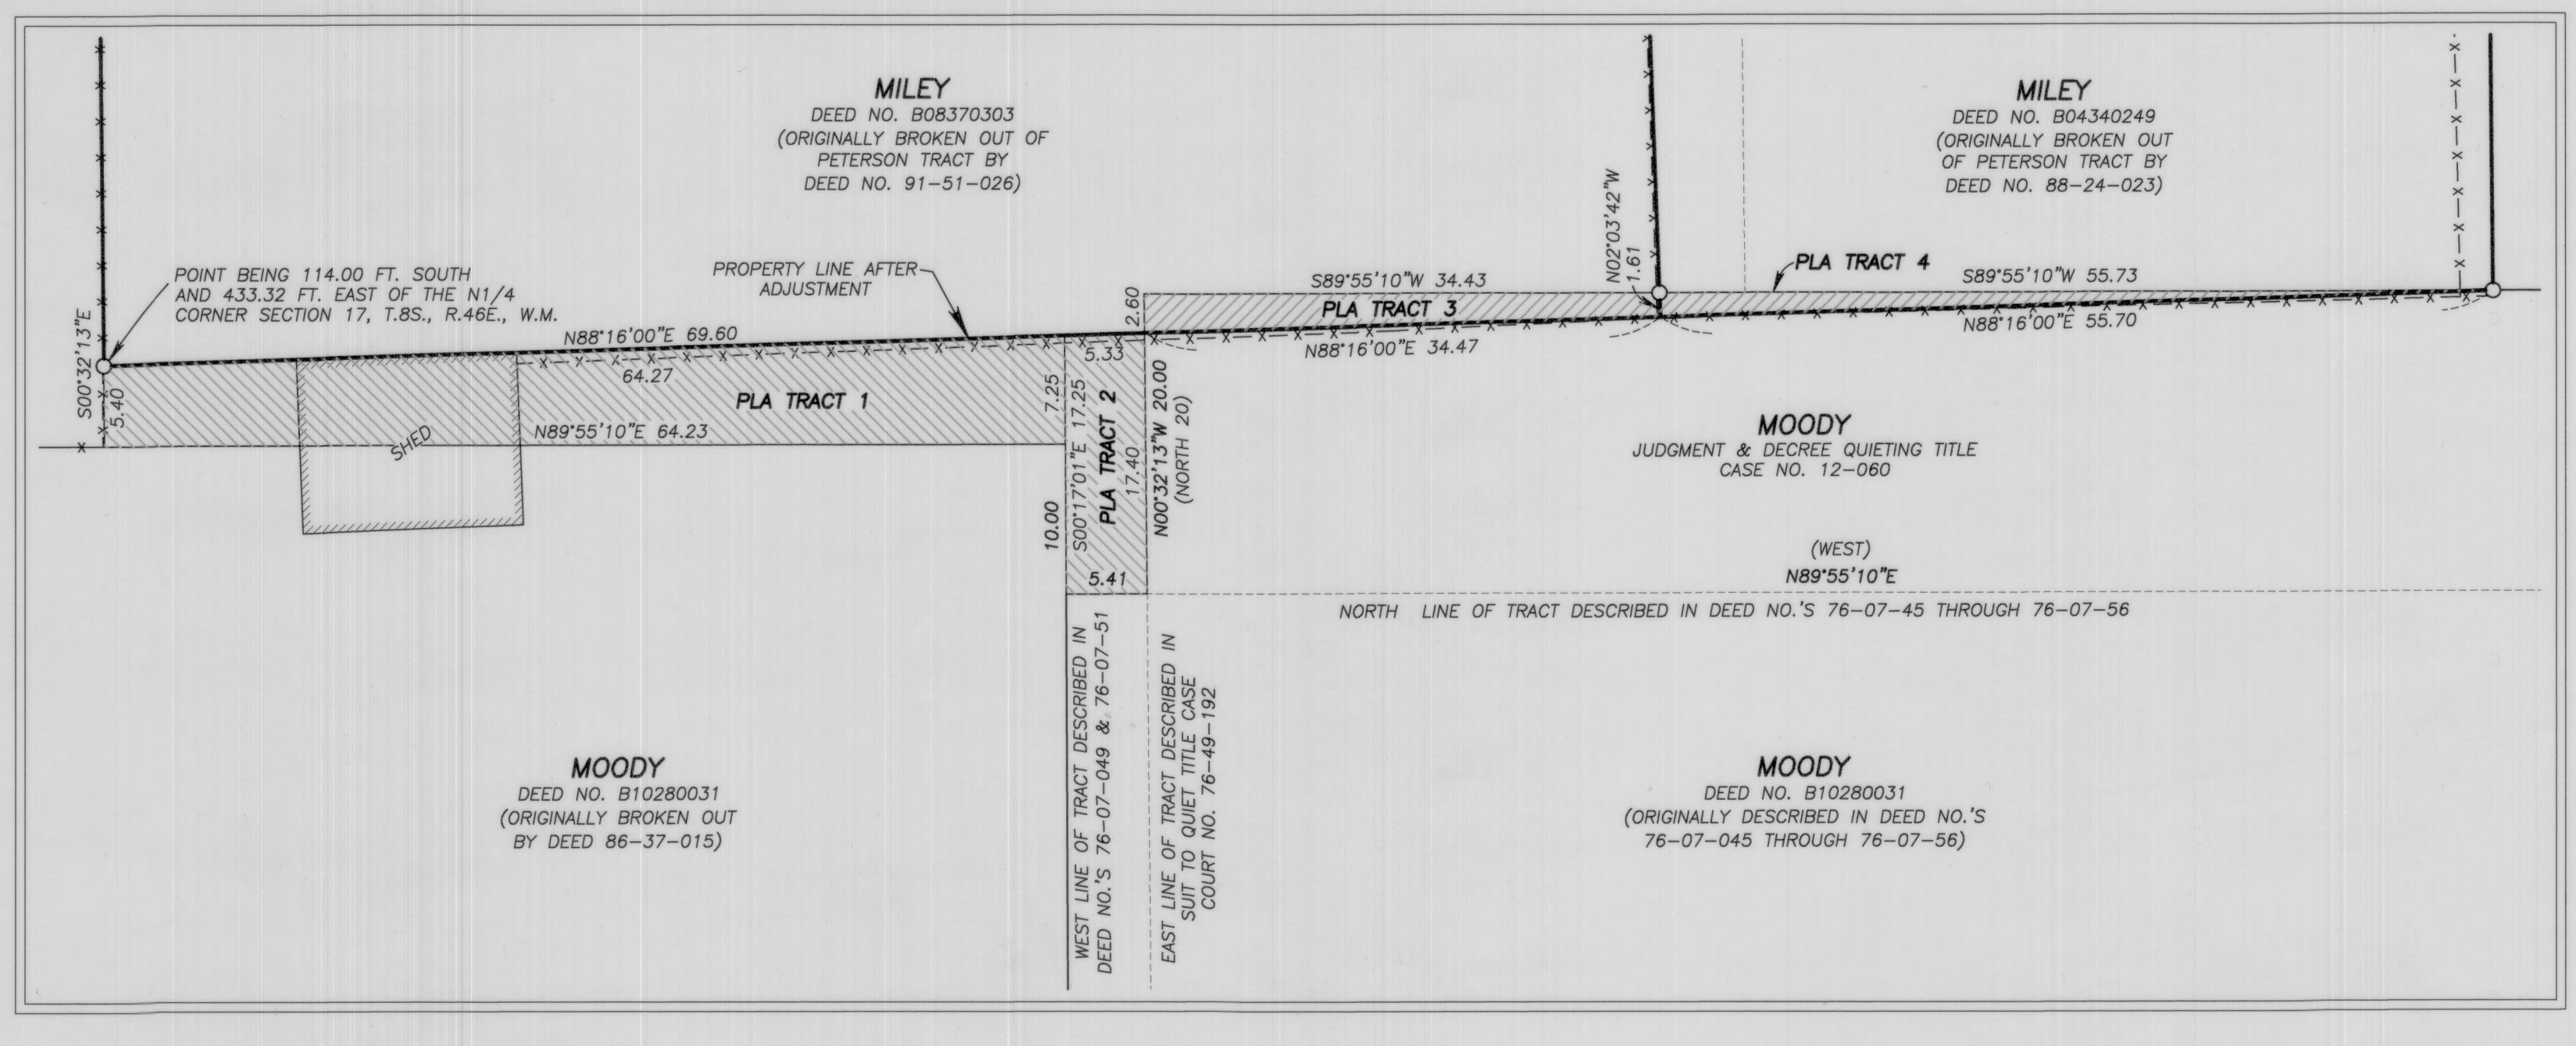 MILEY
DEED NO. B08370303
(ORIGINALLY BROKEN OUT OF
PETERSON TRACT BY
DEED NO. 91-51-026)
MILEY
DEED NO. B04340249
(ORIGINALLY BROKEN OUT
OF PETERSON TRACT BY
DEED NO. 88-24-023)
POINT BEING 114.00 FT. SOUTH
AND 433.32 FT. EAST OF THE N1/4
CORNER SECTION 17, T.8S., R.46E., W.M.
PROPERTY LINE AFTER
ADJUSTMENT
N02°03'42"W
1.61
PLA TRACT 4
S89°55'10"W 34.43
S89°55'10"W 55.73
2.60
PLA TRACT 3
N88°16'00"E 69.60
N88°16'00"E 34.47
N88°16'00"E 55.70
S00°32'13"E
5.40
64.27
5.33
PLA TRACT 1
N89°55'10"E 64.23
SHED
7.25
10.00
S00°17'01"E 17.25
PLA TRACT 2
17.40
N00°32'13"W 20.00
(NORTH 20)
5.41
MOODY
JUDGMENT & DECREE QUIETING TITLE
CASE NO. 12-060
(WEST)
N89°55'10"E
NORTH LINE OF TRACT DESCRIBED IN DEED NO.'S 76-07-45 THROUGH 76-07-56
WEST LINE OF TRACT DESCRIBED IN
DEED NO.'S 76-07-049 & 76-07-51
EAST LINE OF TRACT DESCRIBED IN
SUIT TO QUIET TITLE CASE
COURT NO. 76-49-192
MOODY
DEED NO. B10280031
(ORIGINALLY BROKEN OUT
BY DEED 86-37-015)
MOODY
DEED NO. B10280031
(ORIGINALLY DESCRIBED IN DEED NO.'S
76-07-045 THROUGH 76-07-56)